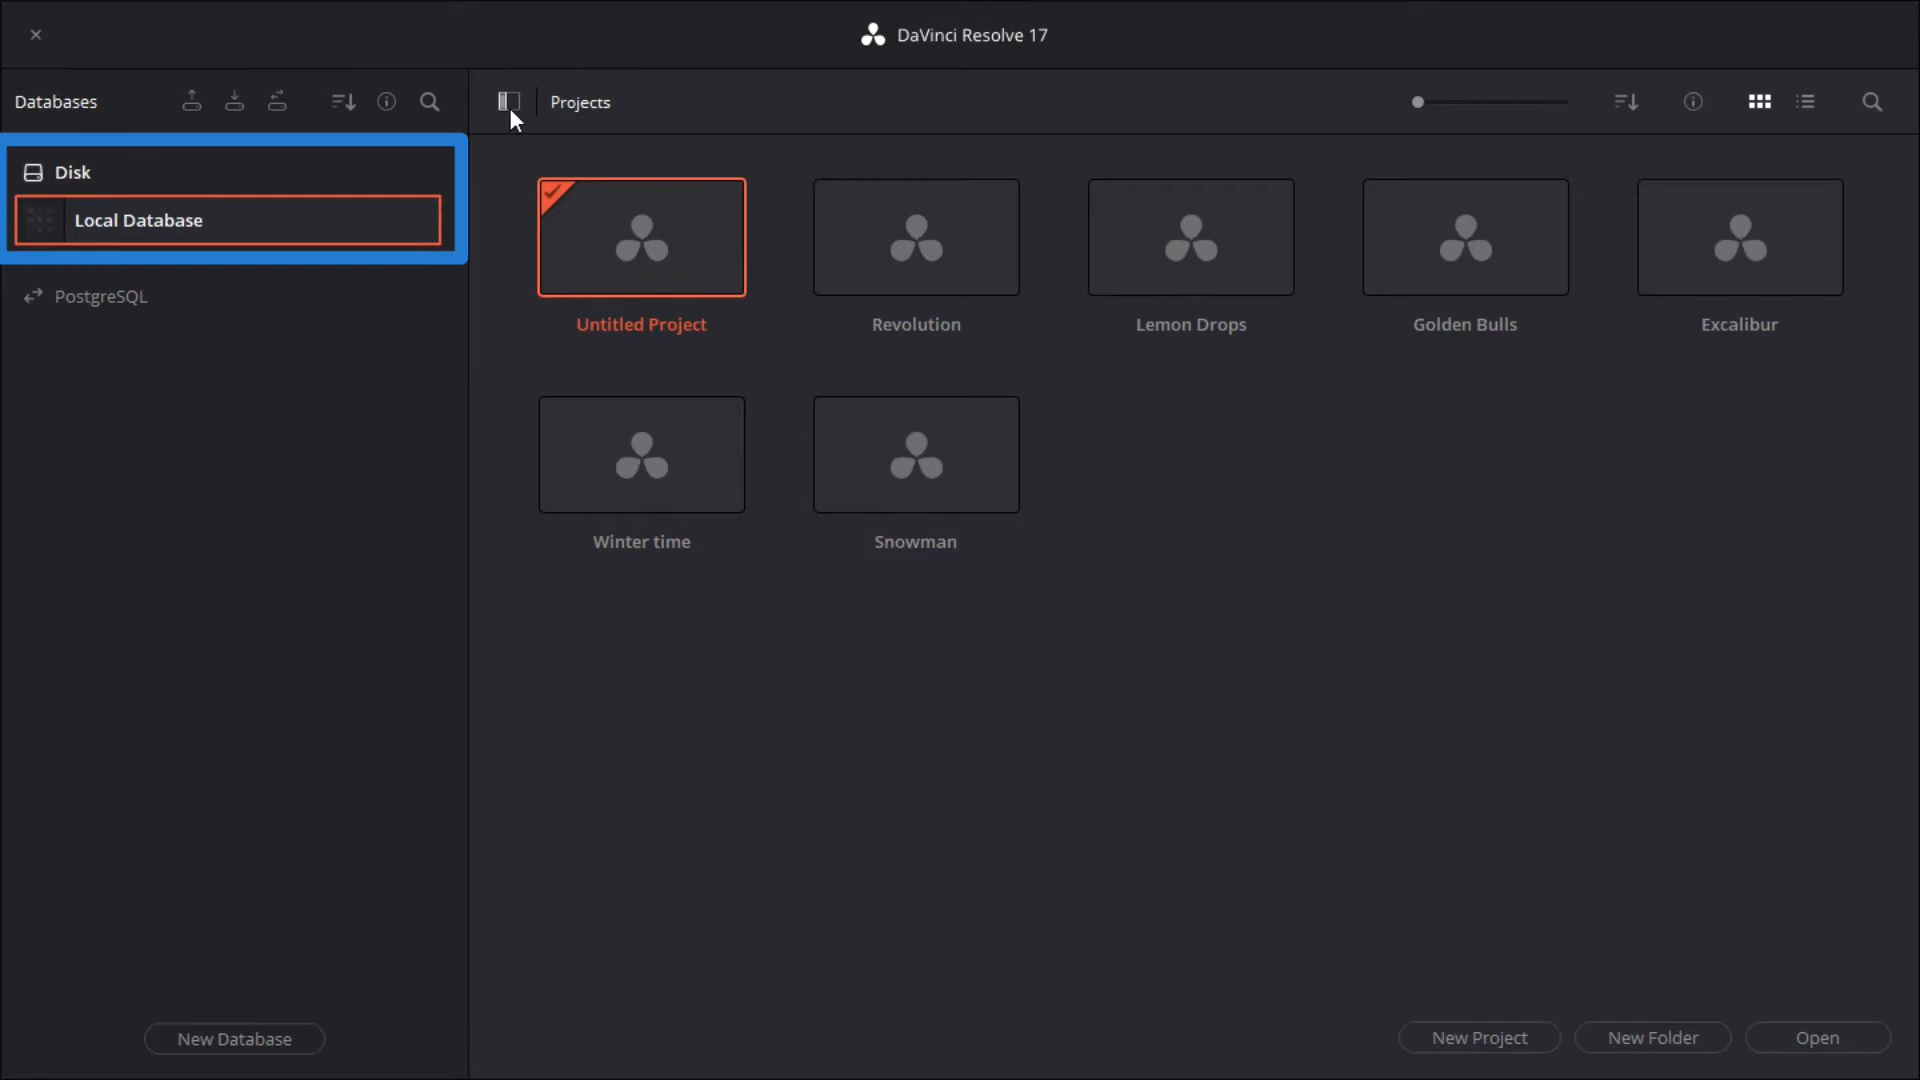 DaVinci Resolve 17
Databases
Projects
Disk
Local Database
PostgreSQL
Untitled Project
Revolution
Lemon Drops
Golden Bulls
Excalibur
Winter time
Snowman
New Database
New Project
New Folder
Open